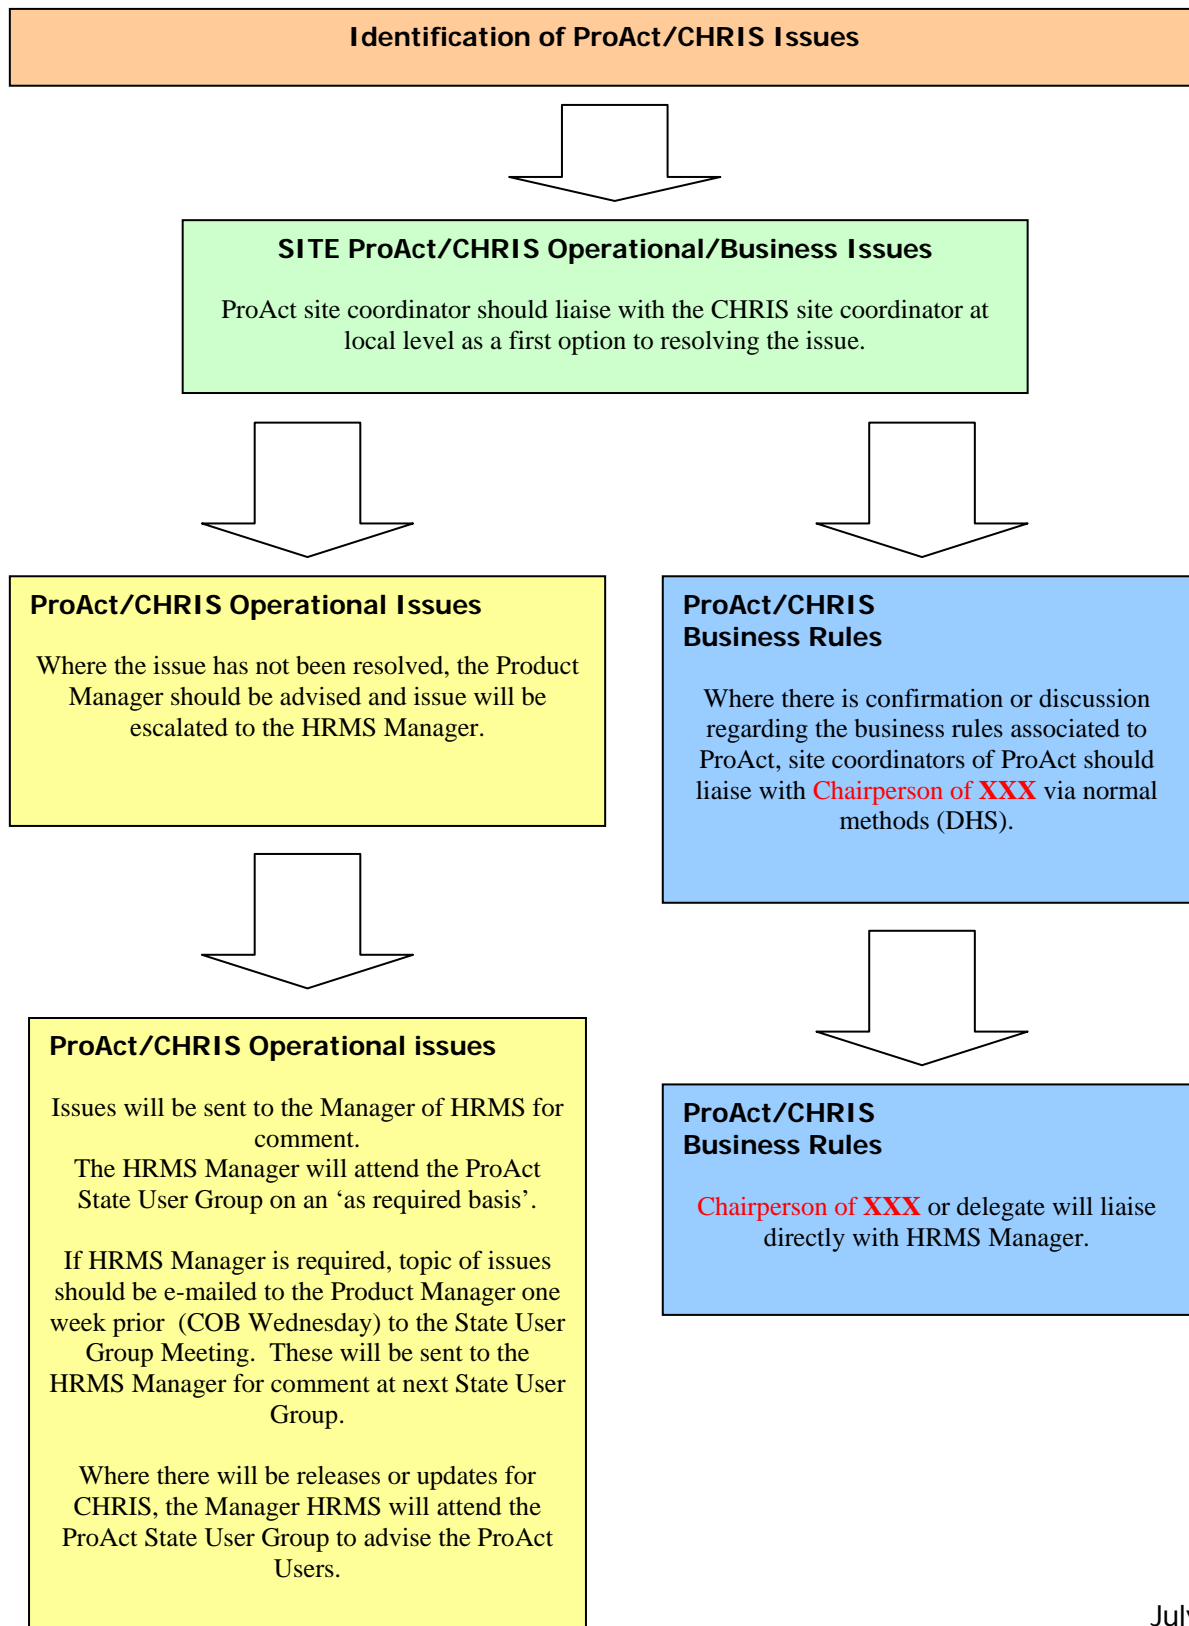 Identification of ProAct/CHRIS Issues
SITE ProAct/CHRIS Operational/Business Issues
ProAct site coordinator should liaise with the CHRIS site coordinator at
local level as a first option to resolving the issue.
ProAct/CHRIS Operational Issues
Where the issue has not been resolved, the Product
Manager should be advised and issue will be
escalated to the HRMS Manager.
ProAct/CHRIS
Business Rules
Where there is confirmation or discussion
regarding the business rules associated to
ProAct, site coordinators of ProAct should
liaise with Chairperson of XXX via normal
methods (DHS).
ProAct/CHRIS Operational issues
Issues will be sent to the Manager of HRMS for
comment.
The HRMS Manager will attend the ProAct
State User Group on an ‘as required basis’.
If HRMS Manager is required, topic of issues
should be e-mailed to the Product Manager one
week prior  (COB Wednesday) to the State User
Group Meeting.  These will be sent to the
HRMS Manager for comment at next State User
Group.
Where there will be releases or updates for
CHRIS, the Manager HRMS will attend the
ProAct State User Group to advise the ProAct
Users.
ProAct/CHRIS
Business Rules
Chairperson of XXX or delegate will liaise
directly with HRMS Manager.
July